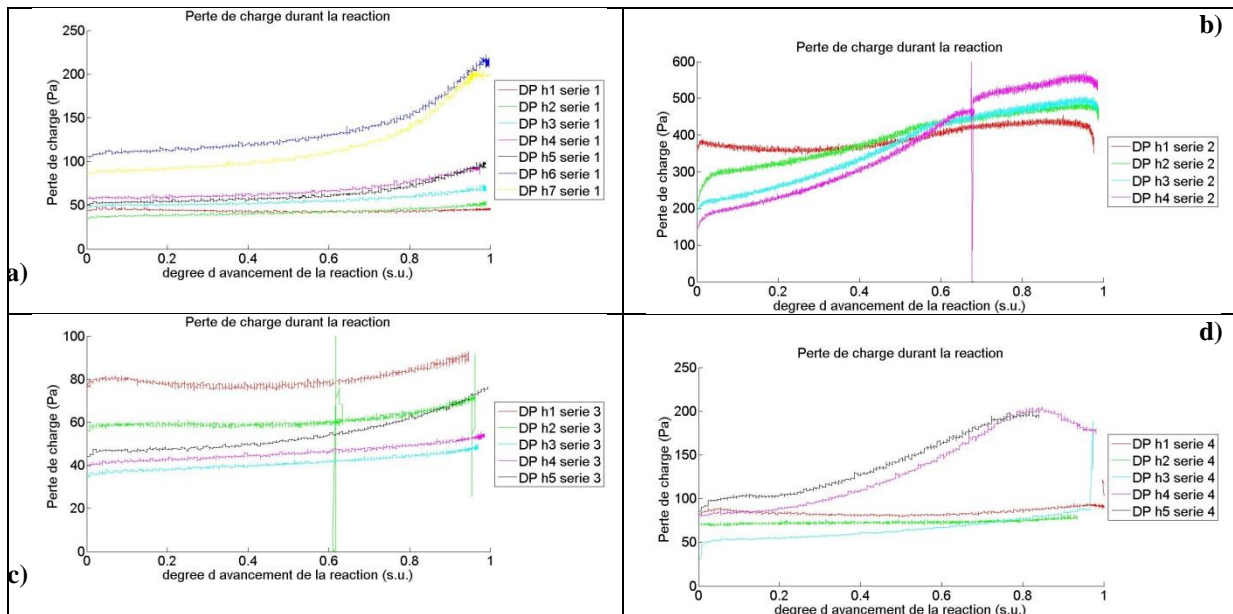 Perte de charge durant la reaction
250
200
150
100
50
0
Perte de charge (Pa)
0 0.2 0.4 0.6 0.8 1
degree d avancement de la reaction (s.u.)
DP h1 serie 1
DP h2 serie 1
DP h3 serie 1
DP h4 serie 1
DP h5 serie 1
DP h6 serie 1
DP h7 serie 1
a)
b)
Perte de charge durant la reaction
600
500
400
300
200
100
0
Perte de charge (Pa)
0 0.2 0.4 0.6 0.8 1
degree d avancement de la reaction (s.u.)
DP h1 serie 2
DP h2 serie 2
DP h3 serie 2
DP h4 serie 2
Perte de charge durant la reaction
100
80
60
40
20
0
Perte de charge (Pa)
0 0.2 0.4 0.6 0.8 1
degree d avancement de la reaction (s.u.)
DP h1 serie 3
DP h2 serie 3
DP h3 serie 3
DP h4 serie 3
DP h5 serie 3
c)
d)
Perte de charge durant la reaction
250
200
150
100
50
0
Perte de charge (Pa)
0 0.2 0.4 0.6 0.8 1
degree d avancement de la reaction (s.u.)
DP h1 serie 4
DP h2 serie 4
DP h3 serie 4
DP h4 serie 4
DP h5 serie 4